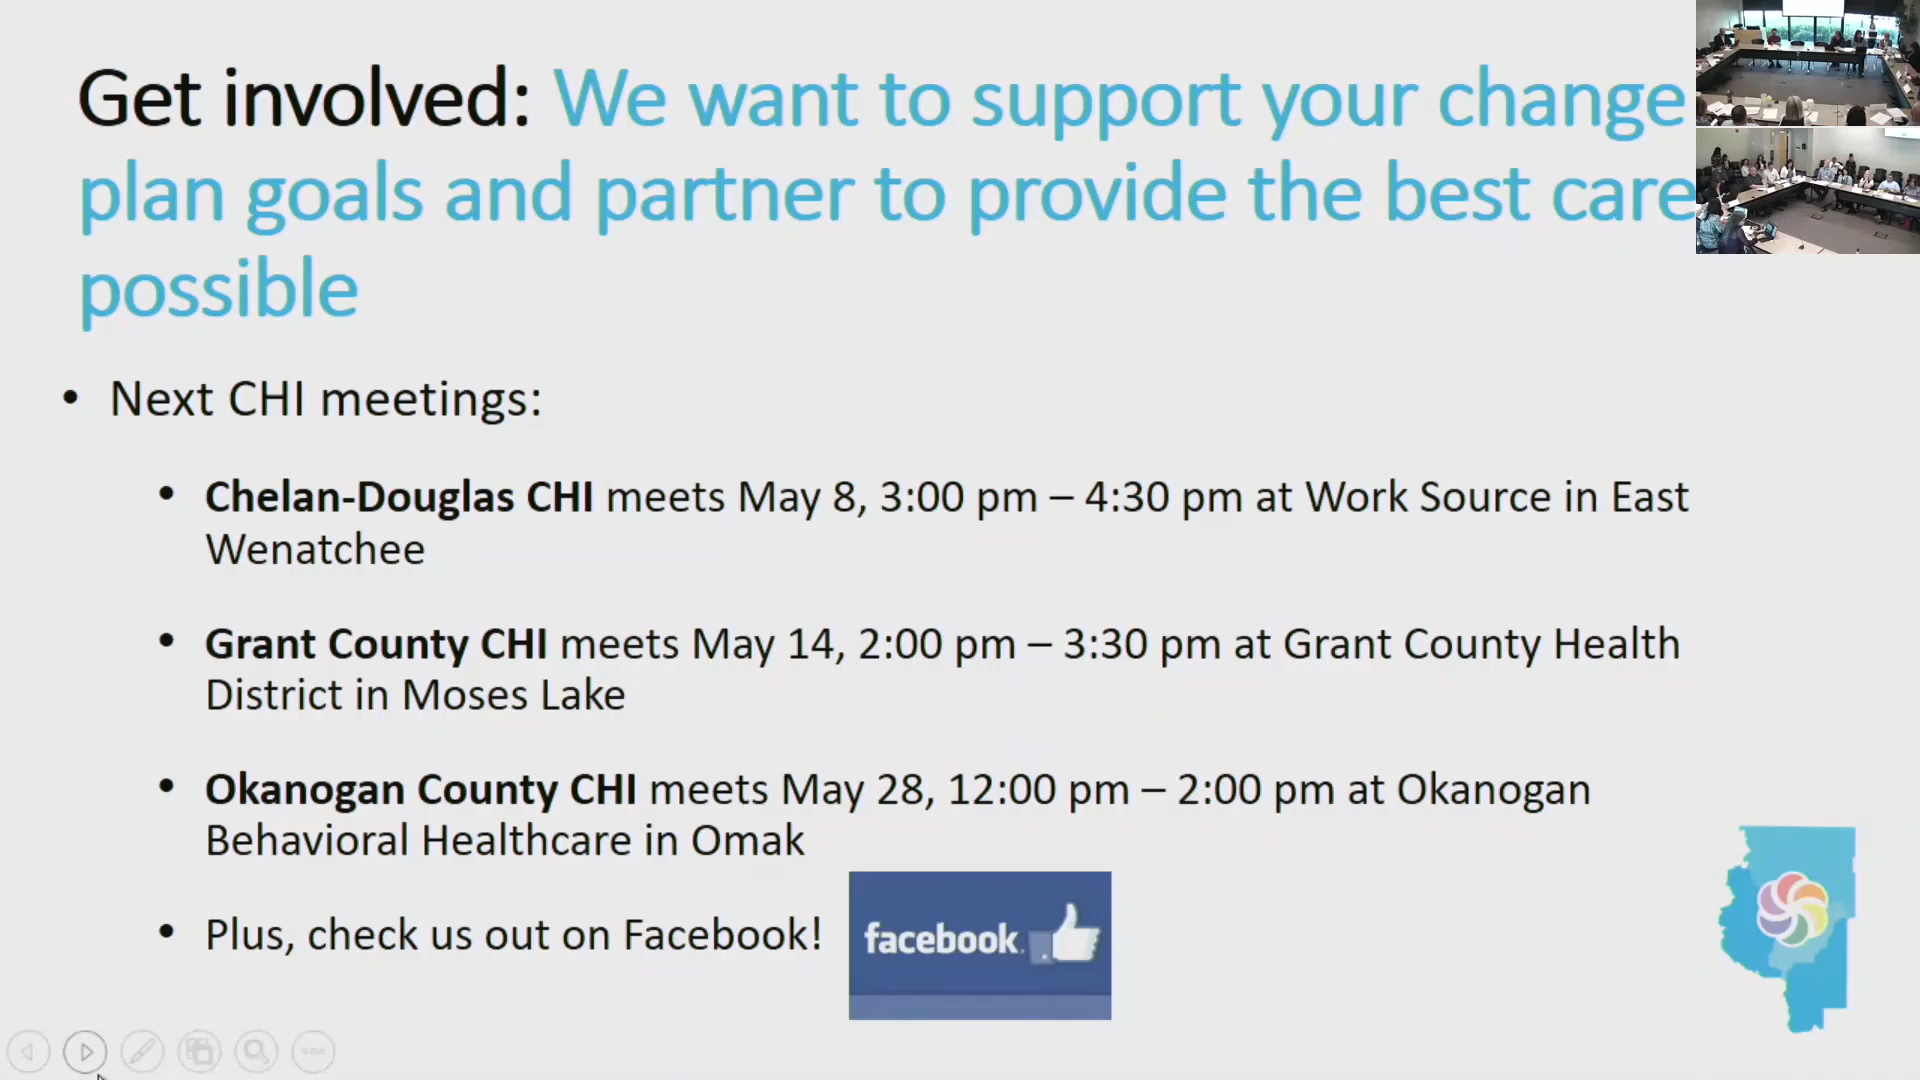 Get involved: We want to support your change
plan goals and partner to provide the best care
possible
• Next CHI meetings:
• Chelan-Douglas CHI meets May 8, 3:00 pm – 4:30 pm at Work Source in East
Wenatchee
• Grant County CHI meets May 14, 2:00 pm – 3:30 pm at Grant County Health
District in Moses Lake
• Okanogan County CHI meets May 28, 12:00 pm – 2:00 pm at Okanogan
Behavioral Healthcare in Omak
• Plus, check us out on Facebook!
facebook.